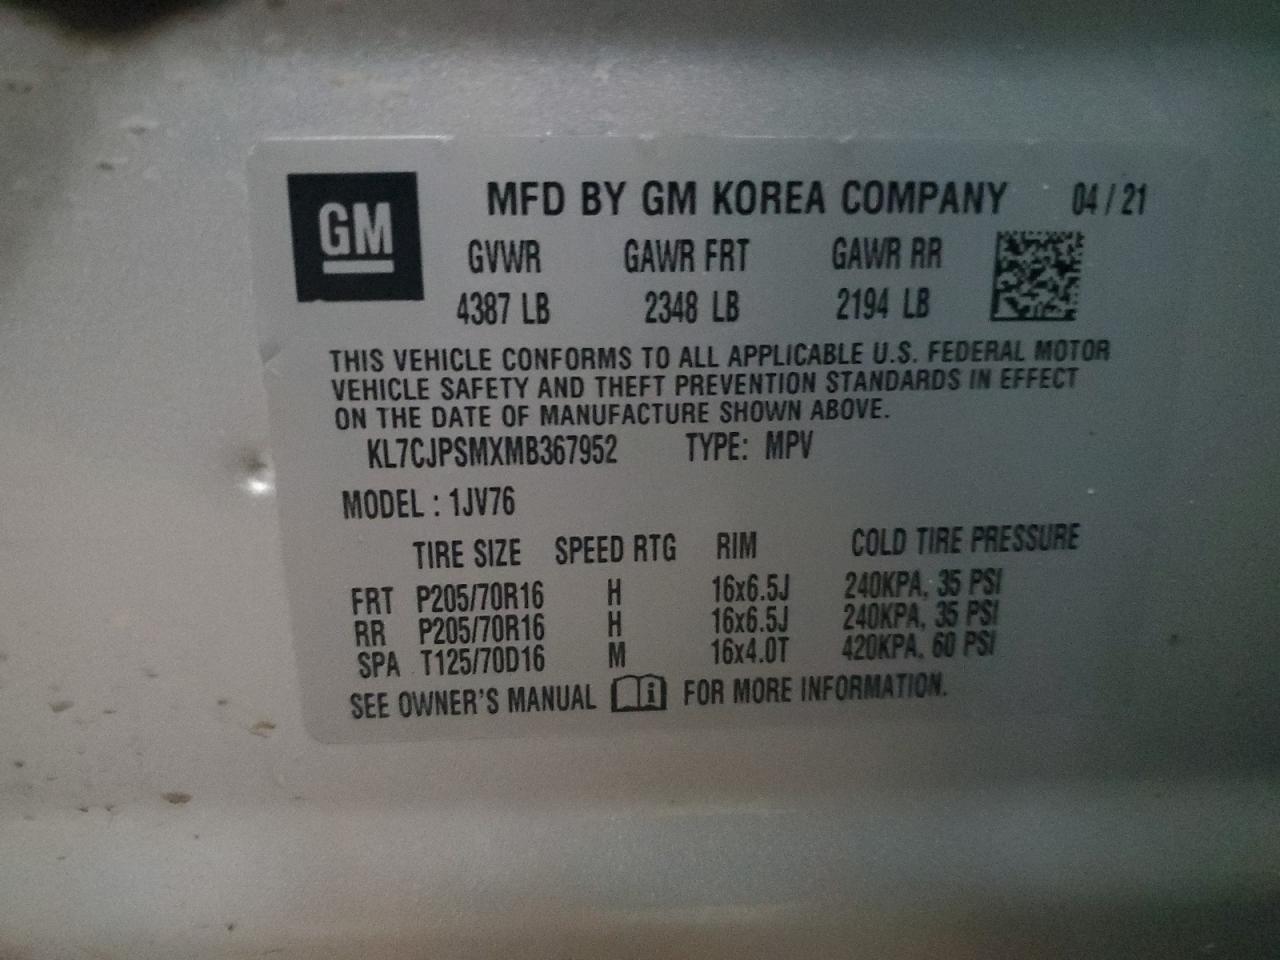 GM
MFD BY GM KOREA COMPANY 04 / 21
GVWR GAWR FRT GAWR RR
4387 LB 2348 LB 2194 LB
THIS VEHICLE CONFORMS TO ALL APPLICABLE U.S. FEDERAL MOTOR
VEHICLE SAFETY AND THEFT PREVENTION STANDARDS IN EFFECT
ON THE DATE OF MANUFACTURE SHOWN ABOVE.
KL7CJPSMXMB367952 TYPE: MPV
MODEL : 1JV76
TIRE SIZE SPEED RTG RIM COLD TIRE PRESSURE
FRT P205/70R16 H 16x6.5J 240KPA, 35 PSI
RR P205/70R16 H 16x6.5J 240KPA, 35 PSI
SPA T125/70D16 M 16x4.0T 420KPA, 60 PSI
SEE OWNER'S MANUAL i FOR MORE INFORMATION.